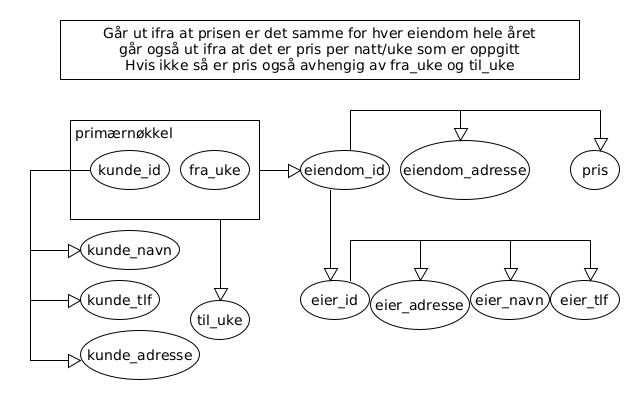 Går ut ifra at prisen er det samme for hver eiendom hele året
går også ut ifra at det er pris per natt/uke som er oppgitt
Hvis ikke så er pris også avhengig av fra_uke og til_uke
primærnøkkel
kunde_id
fra_uke
eiendom_id
eiendom_adresse
pris
kunde_navn
kunde_tlf
kunde_adresse
til_uke
eier_id
eier_adresse
eier_navn
eier_tlf